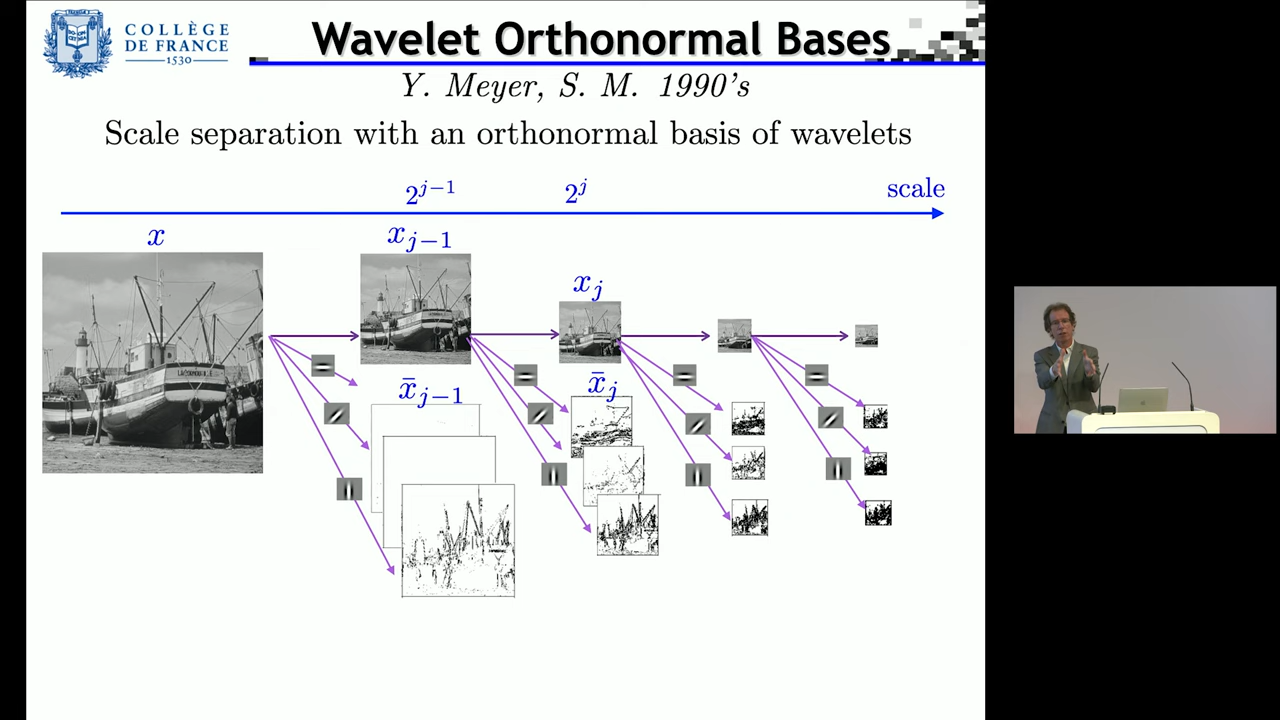 COLLÈGE
DE FRANCE
1530
Wavelet Orthonormal Bases
Y. Meyer, S. M. 1990's
Scale separation with an orthonormal basis of wavelets
2^{j−1} 2^j scale
x x_{j−1}
x_j
x̄_{j−1} x̄_j